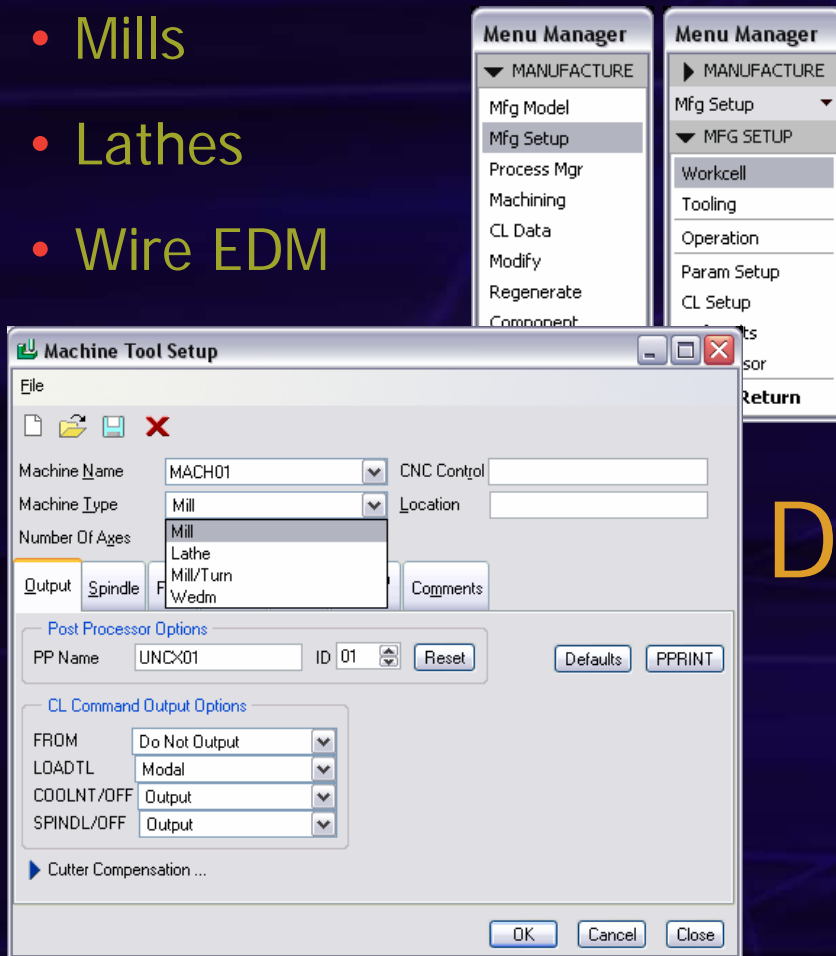 • Mills
• Lathes
• Wire EDM
Menu Manager
MANUFACTURE
Mfg Model
Mfg Setup
Process Mgr
Machining
CL Data
Modify
Regenerate
Component
Menu Manager
MANUFACTURE
Mfg Setup
MFG SETUP
Workcell
Tooling
Operation
Param Setup
CL Setup
Return
Machine Tool Setup
File
Machine Name MACH01 CNC Control
Machine Type Mill Location
Number Of Axes
Mill
Lathe
Mill/Turn
Wedm
Output Spindle Comments
Post Processor Options
PP Name UNCX01 ID 01 Reset Defaults PPRINT
CL Command Output Options
FROM Do Not Output
LOADTL Modal
COOLNT/OFF Output
SPINDL/OFF Output
Cutter Compensation ...
OK Cancel Close
D